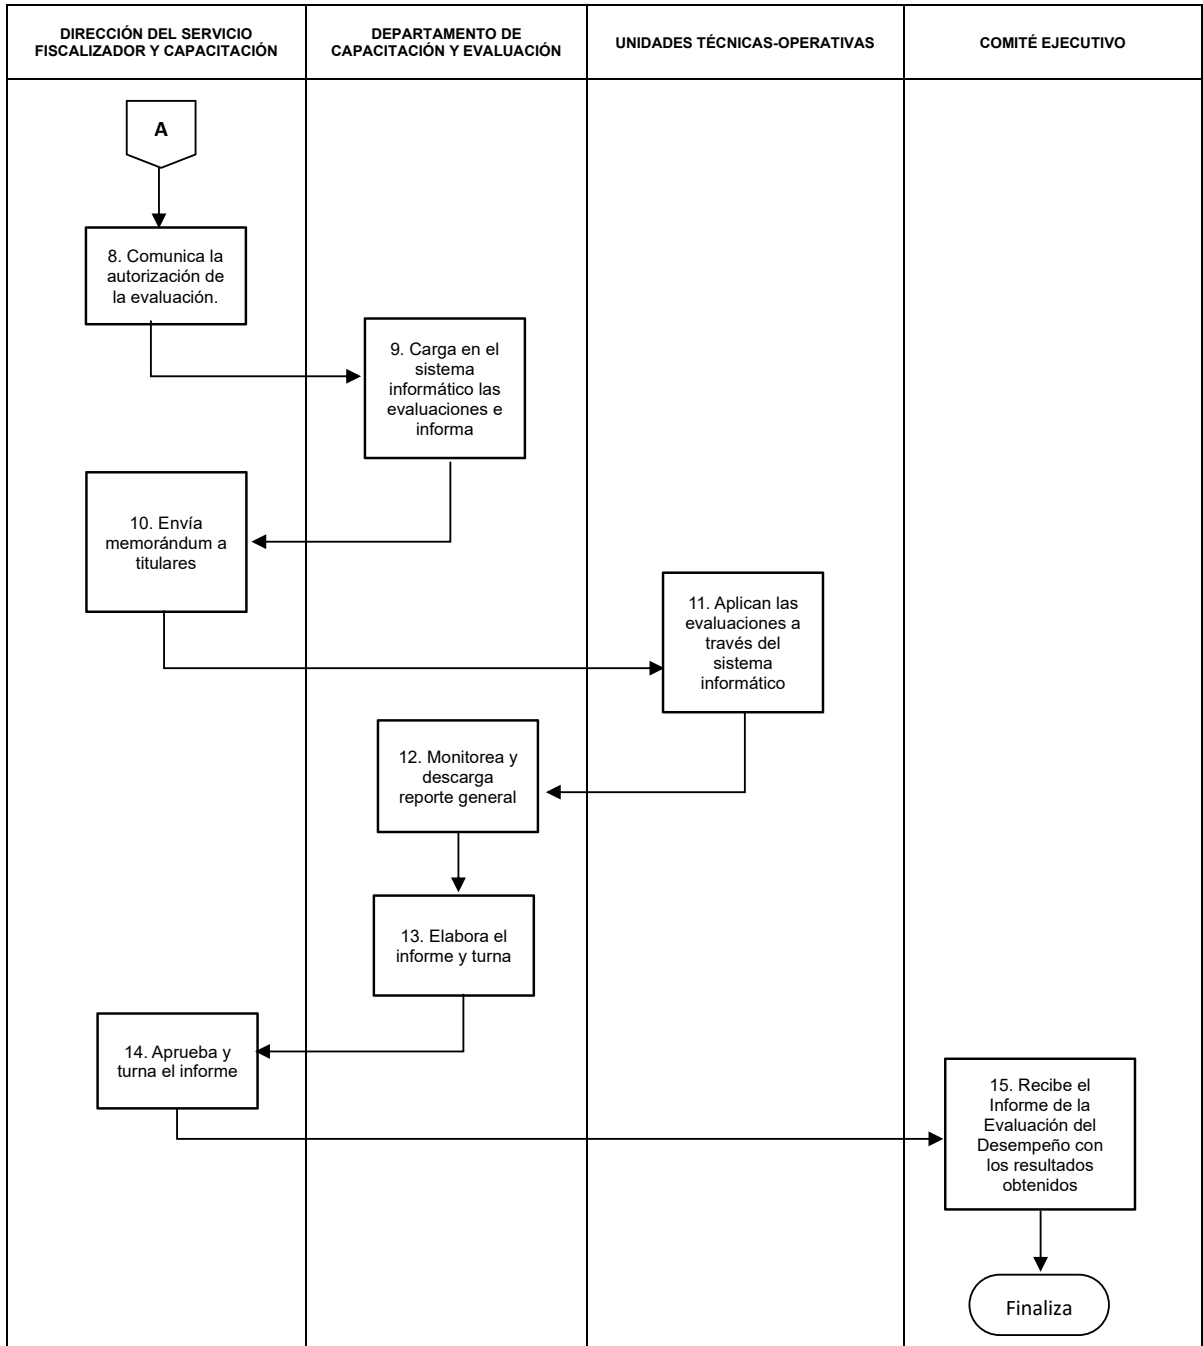 DIRECCIÓN DEL SERVICIO
FISCALIZADOR Y CAPACITACIÓN
DEPARTAMENTO DE
CAPACITACIÓN Y EVALUACIÓN
UNIDADES TÉCNICAS-OPERATIVAS
COMITÉ EJECUTIVO
A
8. Comunica la
autorización de
la evaluación.
9. Carga en el
sistema
informático las
evaluaciones e
informa
10. Envía
memorándum a
titulares
11. Aplican las
evaluaciones a
través del
sistema
informático
12. Monitorea y
descarga
reporte general
13. Elabora el
informe y turna
14. Aprueba y
turna el informe
15. Recibe el
Informe de la
Evaluación del
Desempeño con
los resultados
obtenidos
Finaliza